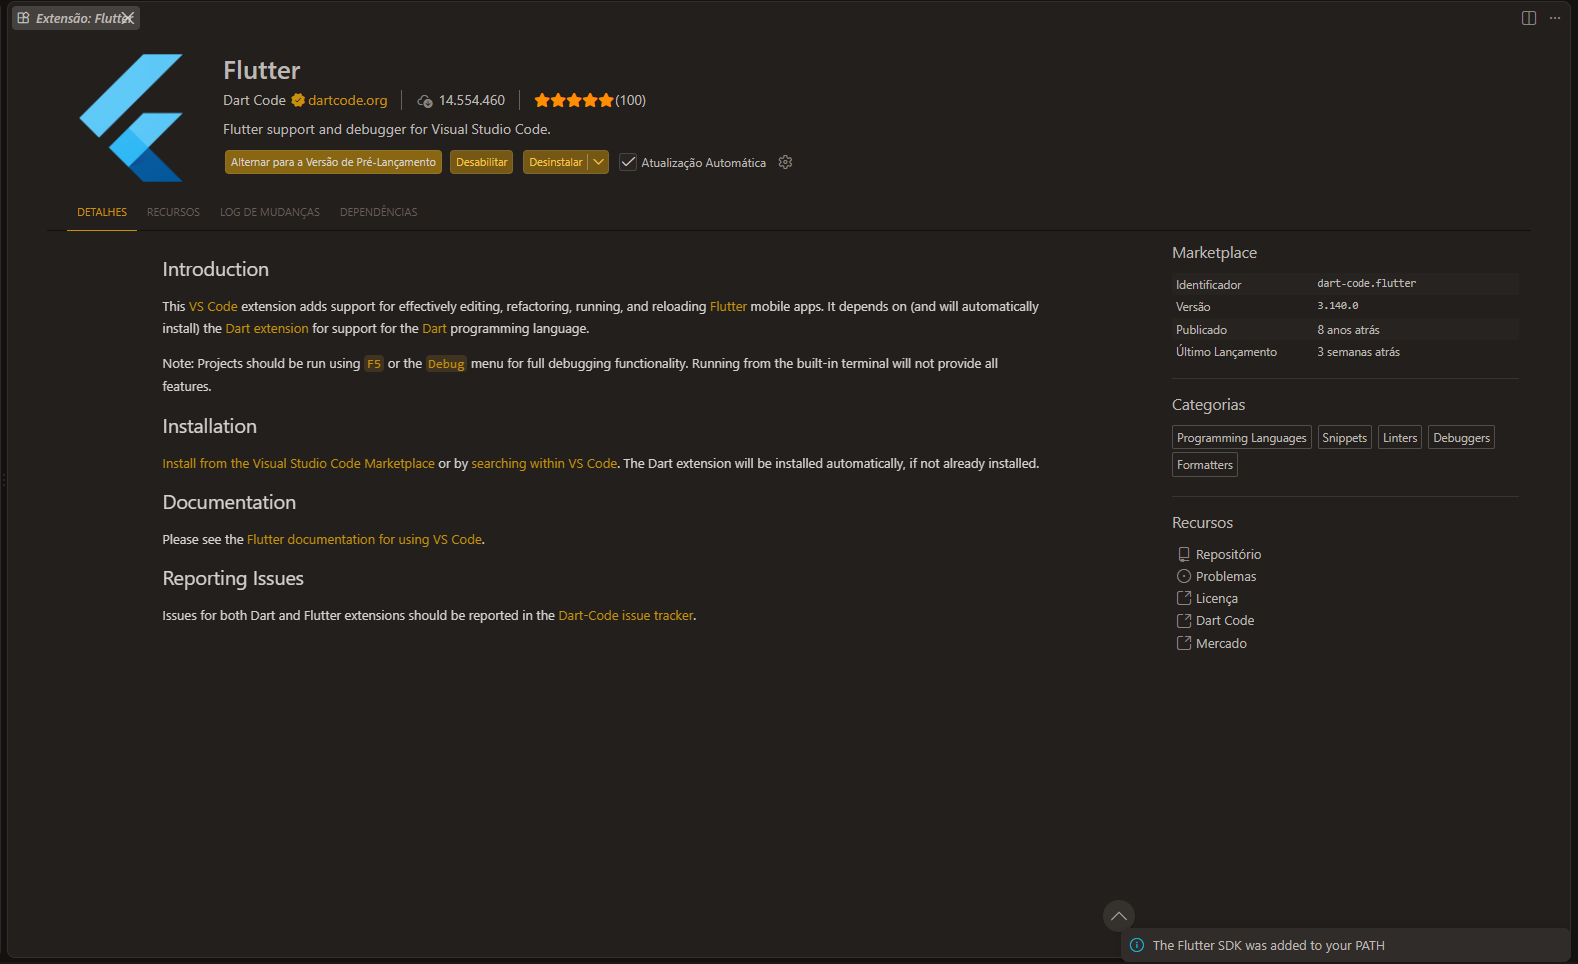 Extensão: Flutter
Flutter
Dart Code dartcode.org 14.554.460 (100)
Flutter support and debugger for Visual Studio Code.
Alternar para a Versão de Pré-Lançamento Desabilitar Desinstalar Atualização Automática
DETALHES RECURSOS LOG DE MUDANÇAS DEPENDÊNCIAS
Introduction
This VS Code extension adds support for effectively editing, refactoring, running, and reloading Flutter mobile apps. It depends on (and will automatically
install) the Dart extension for support for the Dart programming language.
Note: Projects should be run using F5 or the Debug menu for full debugging functionality. Running from the built-in terminal will not provide all
features.
Installation
Install from the Visual Studio Code Marketplace or by searching within VS Code. The Dart extension will be installed automatically, if not already installed.
Documentation
Please see the Flutter documentation for using VS Code.
Reporting Issues
Issues for both Dart and Flutter extensions should be reported in the Dart-Code issue tracker.
Marketplace
Identificador dart-code.flutter
Versão 3.140.0
Publicado 8 anos atrás
Último Lançamento 3 semanas atrás
Categorias
Programming Languages Snippets Linters Debuggers
Formatters
Recursos
Repositório
Problemas
Licença
Dart Code
Mercado
The Flutter SDK was added to your PATH